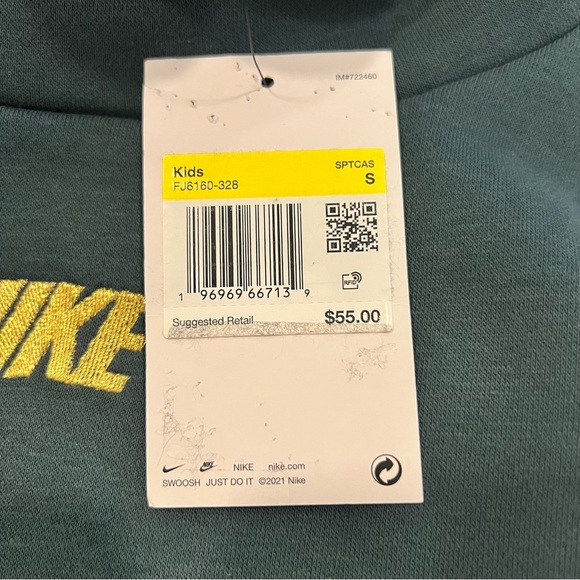 IM#722460
Kids SPTCAS
FJ6160-328 S
RFID
1 96969 66713 9
Suggested Retail $55.00
NIKE
NIKE nike.com
SWOOSH JUST DO IT ©2021 Nike